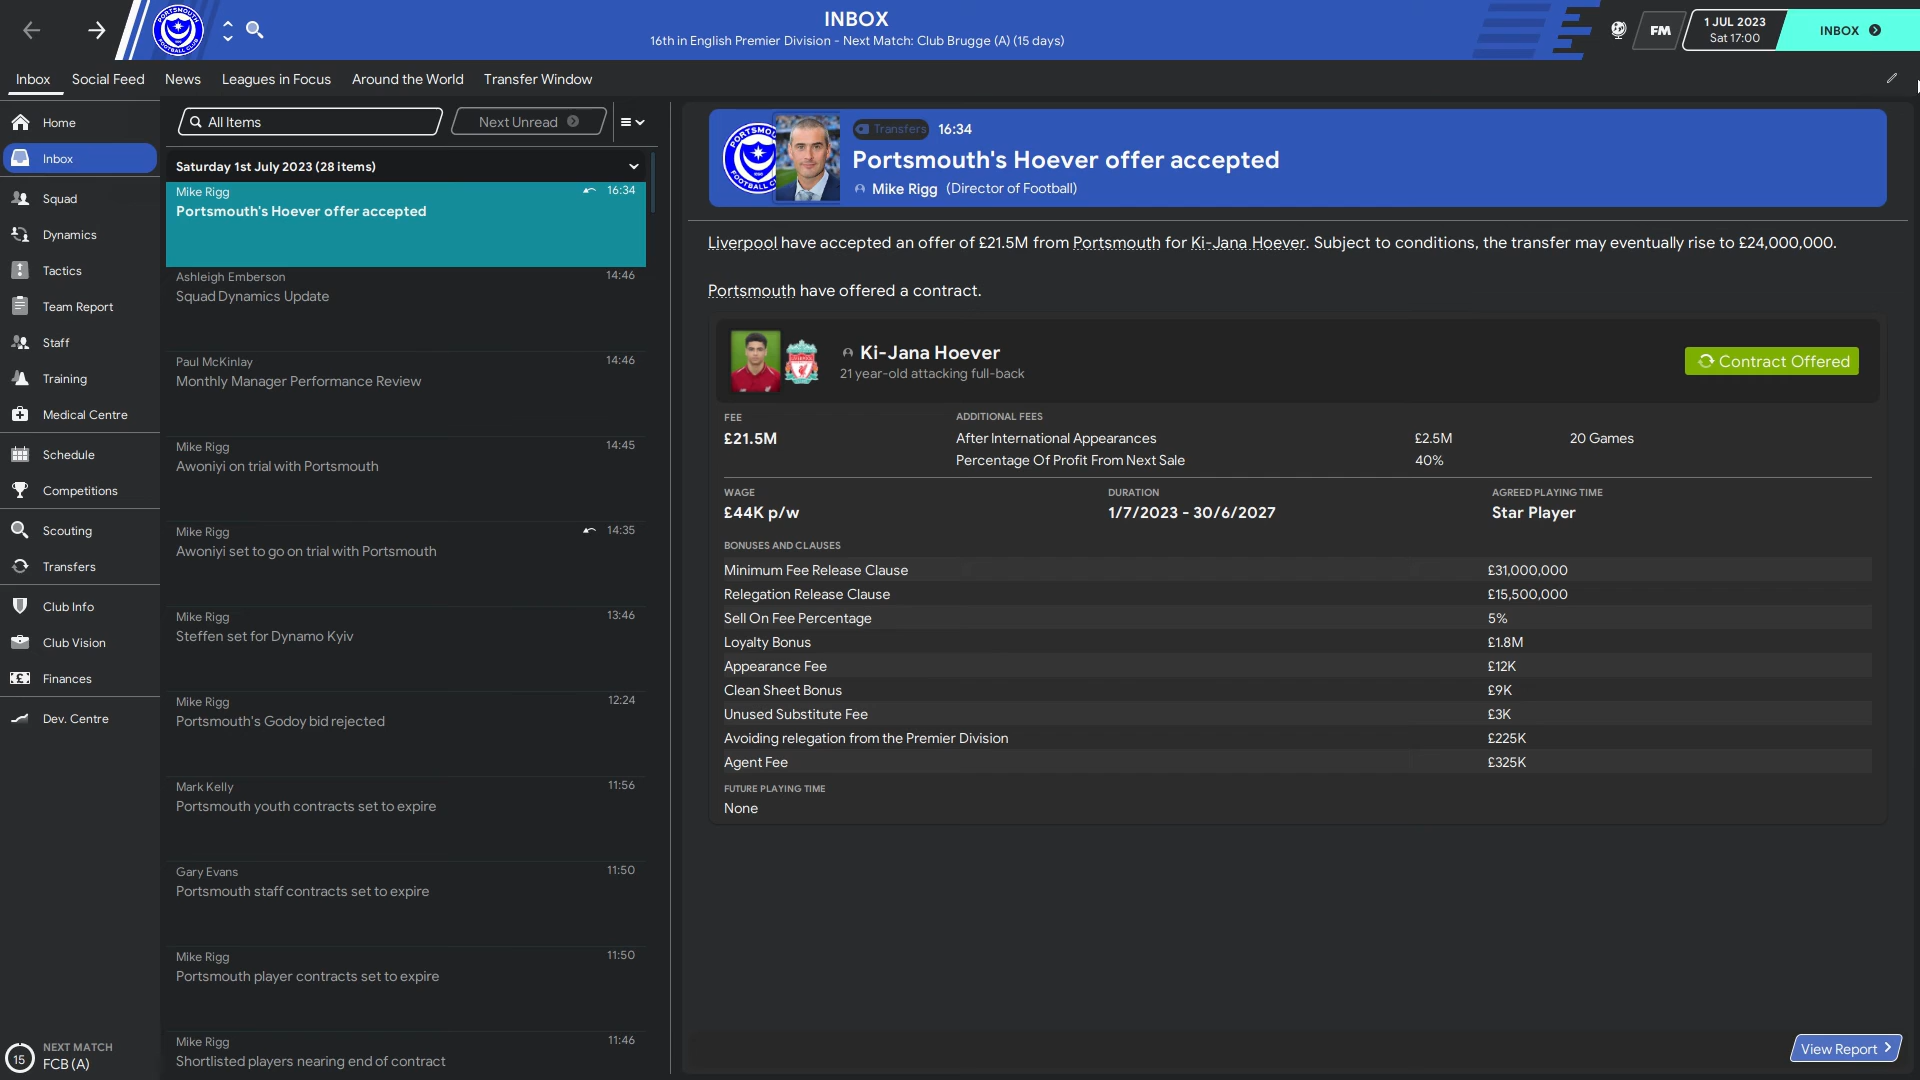 INBOX
16th in English Premier Division - Next Match: Club Brugge (A) (15 days)
FM
1 JUL 2023
Sat 17:00
INBOX
Inbox
Social Feed
News
Leagues in Focus
Around the World
Transfer Window
Home
Inbox
Squad
Dynamics
Tactics
Team Report
Staff
Training
Medical Centre
Schedule
Competitions
Scouting
Transfers
Club Info
Club Vision
Finances
Dev. Centre
15
NEXT MATCH
FCB (A)
All Items
Next Unread
Saturday 1st July 2023 (28 items)
Mike Rigg 16:34
Portsmouth's Hoever offer accepted
Ashleigh Emberson 14:46
Squad Dynamics Update
Paul McKinlay 14:46
Monthly Manager Performance Review
Mike Rigg 14:45
Awoniyi on trial with Portsmouth
Mike Rigg 14:35
Awoniyi set to go on trial with Portsmouth
Mike Rigg 13:46
Steffen set for Dynamo Kyiv
Mike Rigg 12:24
Portsmouth's Godoy bid rejected
Mark Kelly 11:56
Portsmouth youth contracts set to expire
Gary Evans 11:50
Portsmouth staff contracts set to expire
Mike Rigg 11:50
Portsmouth player contracts set to expire
Mike Rigg 11:46
Shortlisted players nearing end of contract
Transfers 16:34
Portsmouth's Hoever offer accepted
Mike Rigg (Director of Football)
Liverpool have accepted an offer of £21.5M from Portsmouth for Ki-Jana Hoever. Subject to conditions, the transfer may eventually rise to £24,000,000.
Portsmouth have offered a contract.
Ki-Jana Hoever
21 year-old attacking full-back
Contract Offered
FEE
£21.5M
ADDITIONAL FEES
After International Appearances £2.5M 20 Games
Percentage Of Profit From Next Sale 40%
WAGE
£44K p/w
DURATION
1/7/2023 - 30/6/2027
AGREED PLAYING TIME
Star Player
BONUSES AND CLAUSES
Minimum Fee Release Clause £31,000,000
Relegation Release Clause £15,500,000
Sell On Fee Percentage 5%
Loyalty Bonus £1.8M
Appearance Fee £12K
Clean Sheet Bonus £9K
Unused Substitute Fee £3K
Avoiding relegation from the Premier Division £225K
Agent Fee £325K
FUTURE PLAYING TIME
None
View Report